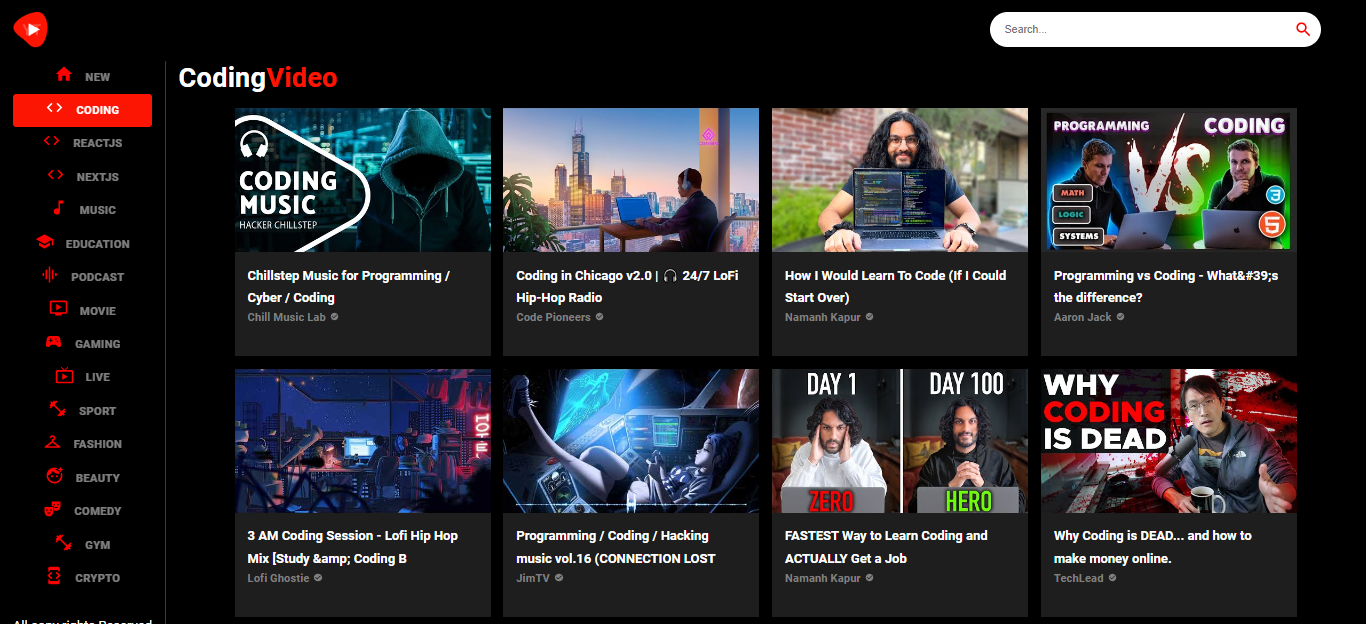 Search...
NEW
CODING
REACTJS
NEXTJS
MUSIC
EDUCATION
PODCAST
MOVIE
GAMING
LIVE
SPORT
FASHION
BEAUTY
COMEDY
GYM
CRYPTO
All copy rights Reserved
CodingVideo
CODING
MUSIC
HACKER CHILLSTEP
Chillstep Music for Programming /
Cyber / Coding
Chill Music Lab
Coding in Chicago v2.0 | 🎧 24/7 LoFi
Hip-Hop Radio
Code Pioneers
How I Would Learn To Code (If I Could
Start Over)
Namanh Kapur
PROGRAMMING
VS
CODING
MATH
LOGIC
SYSTEMS
3
5
Programming vs Coding - What&#39;s
the difference?
Aaron Jack
3 AM Coding Session - Lofi Hip Hop
Mix [Study &amp; Coding B
Lofi Ghostie
Programming / Coding / Hacking
music vol.16 (CONNECTION LOST
JimTV
DAY 1
DAY 100
ZERO
HERO
FASTEST Way to Learn Coding and
ACTUALLY Get a Job
Namanh Kapur
WHY
CODING
IS DEAD
Why Coding is DEAD... and how to
make money online.
TechLead